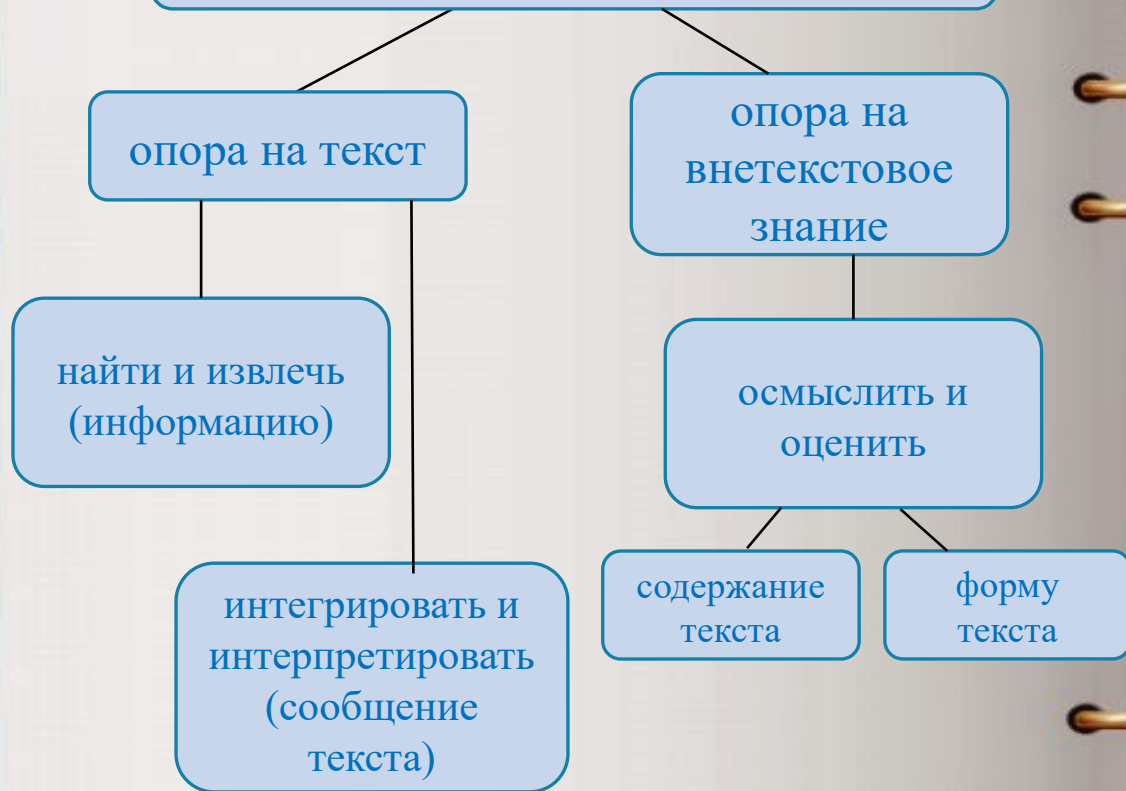 опора на текст
опора на
внетекстовое
знание
найти и извлечь
(информацию)
осмыслить и
оценить
интегрировать и
интерпретировать
(сообщение
текста)
содержание
текста
форму
текста